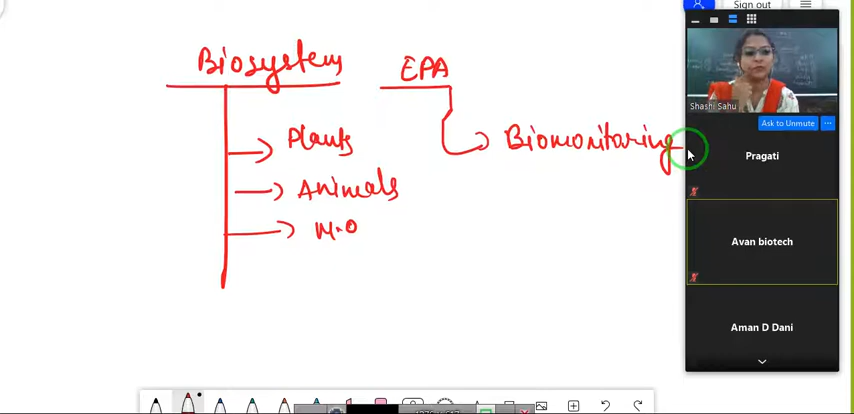 Sign out
Biosystem EPA
Plants
Animals
M.O
Biomonitoring
Shashi Sahu
Ask to Unmute
Pragati
Avan biotech
Aman D Dani